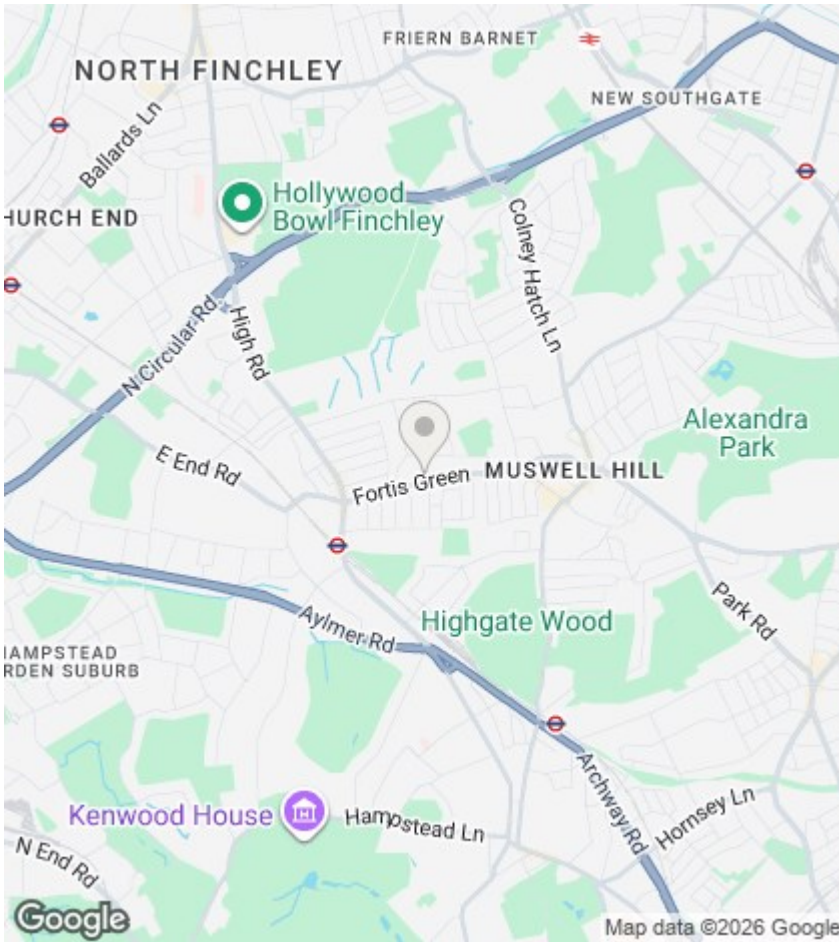 FRIERN BARNET
NORTH FINCHLEY
NEW SOUTHGATE
Ballards Ln
Hollywood
Bowl Finchley
HURCH END
Colney Hatch Ln
N Circular Rd
High Rd
Alexandra
Park
E End Rd
Fortis Green
MUSWELL HILL
Park Rd
Highgate Wood
Aylmer Rd
HAMPSTEAD
RDEN SUBURB
Archway Rd
Kenwood House
Hampstead Ln
Hornsey Ln
N End Rd
Google
Map data ©2026 Google